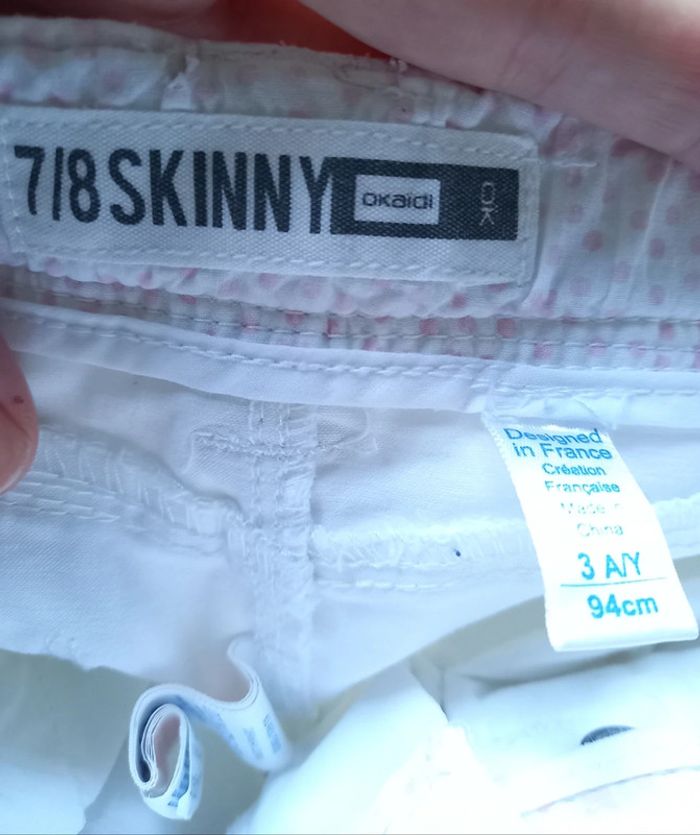 7/8 SKINNY
OKAIDI
OK
Designed
in France
Création
Française
Made in
China
3 A/Y
94cm